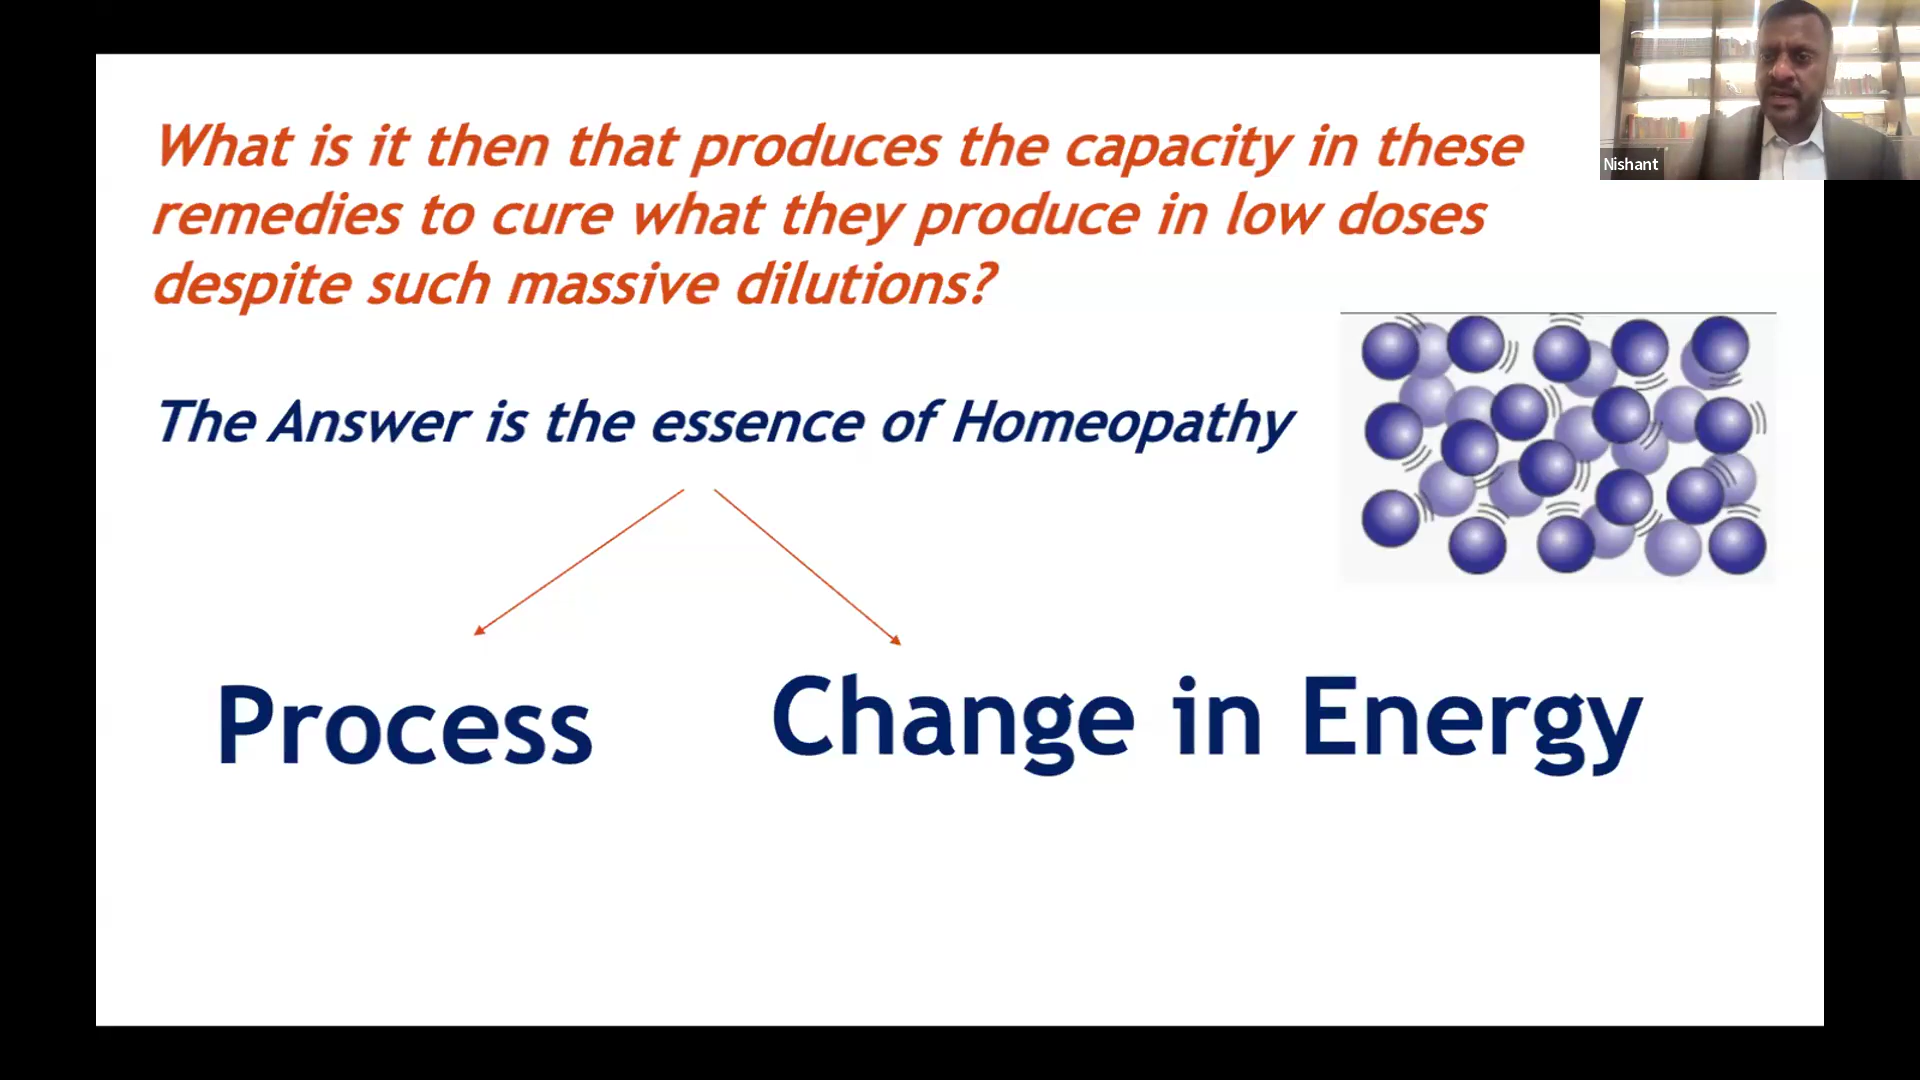 What is it then that produces the capacity in these
remedies to cure what they produce in low doses
despite such massive dilutions?
The Answer is the essence of Homeopathy
Process
Change in Energy
Nishant